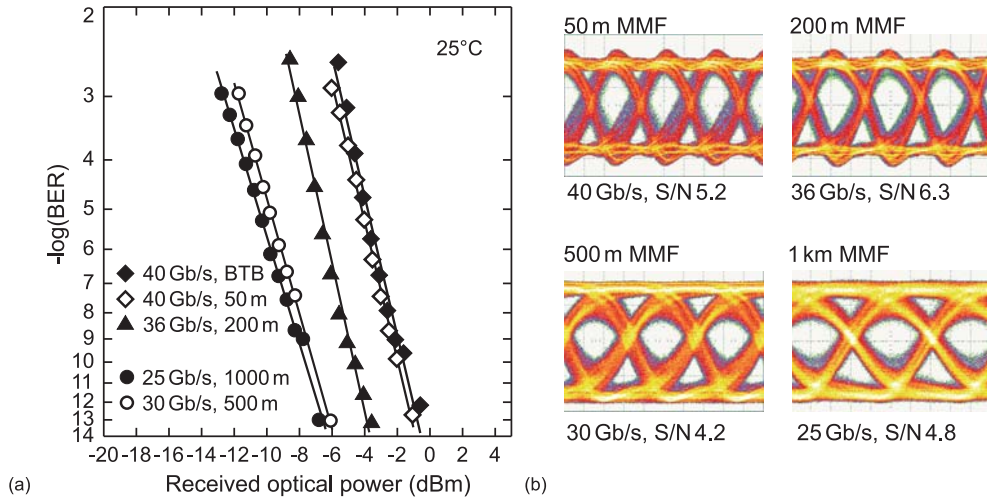 2
3
4
5
6
7
8
9
10
11
12
13
14
-log(BER)
25°C
40 Gb/s, BTB
40 Gb/s, 50 m
36 Gb/s, 200 m
25 Gb/s, 1000 m
30 Gb/s, 500 m
-20 -18 -16 -14 -12 -10 -8 -6 -4 -2 0 2 4
Received optical power (dBm)
(a)
50 m MMF
40 Gb/s, S/N 5.2
200 m MMF
36 Gb/s, S/N 6.3
500 m MMF
30 Gb/s, S/N 4.2
1 km MMF
25 Gb/s, S/N 4.8
(b)